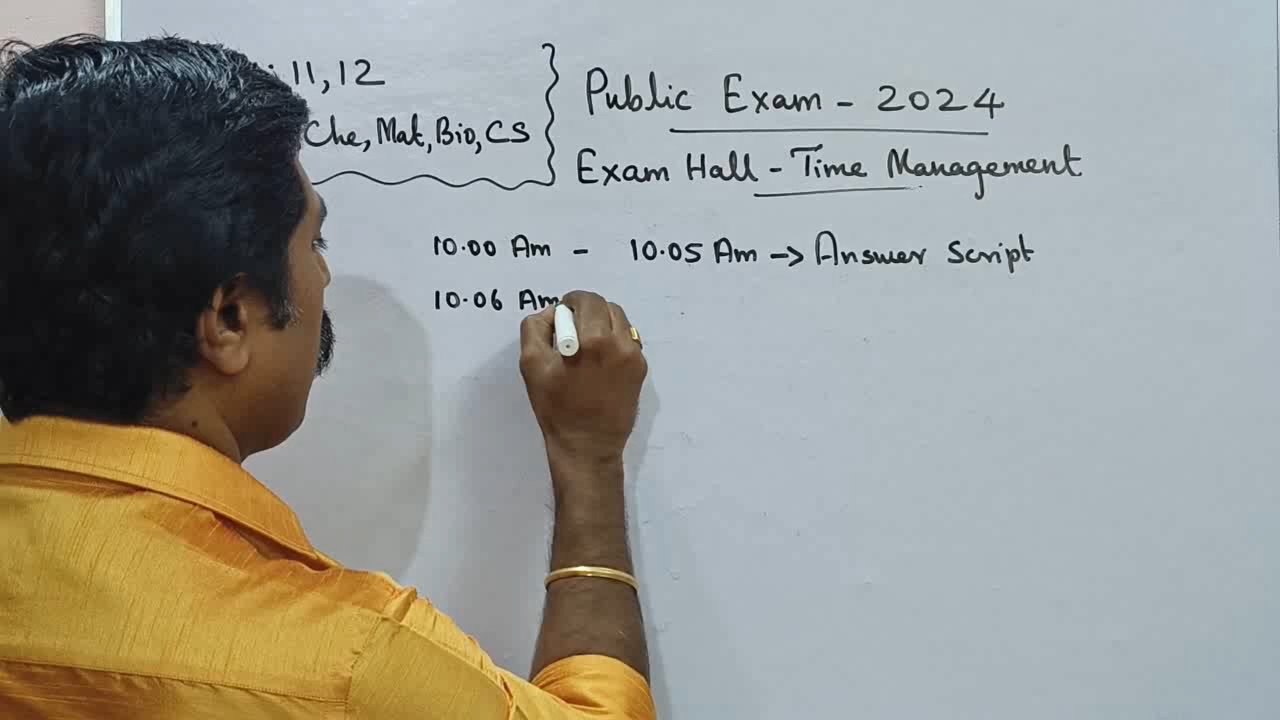 : 11, 12
Che, Mat, Bio, CS
Public Exam - 2024
Exam Hall - Time Management
10.00 Am - 10.05 Am -> Answer Script
10.06 Am